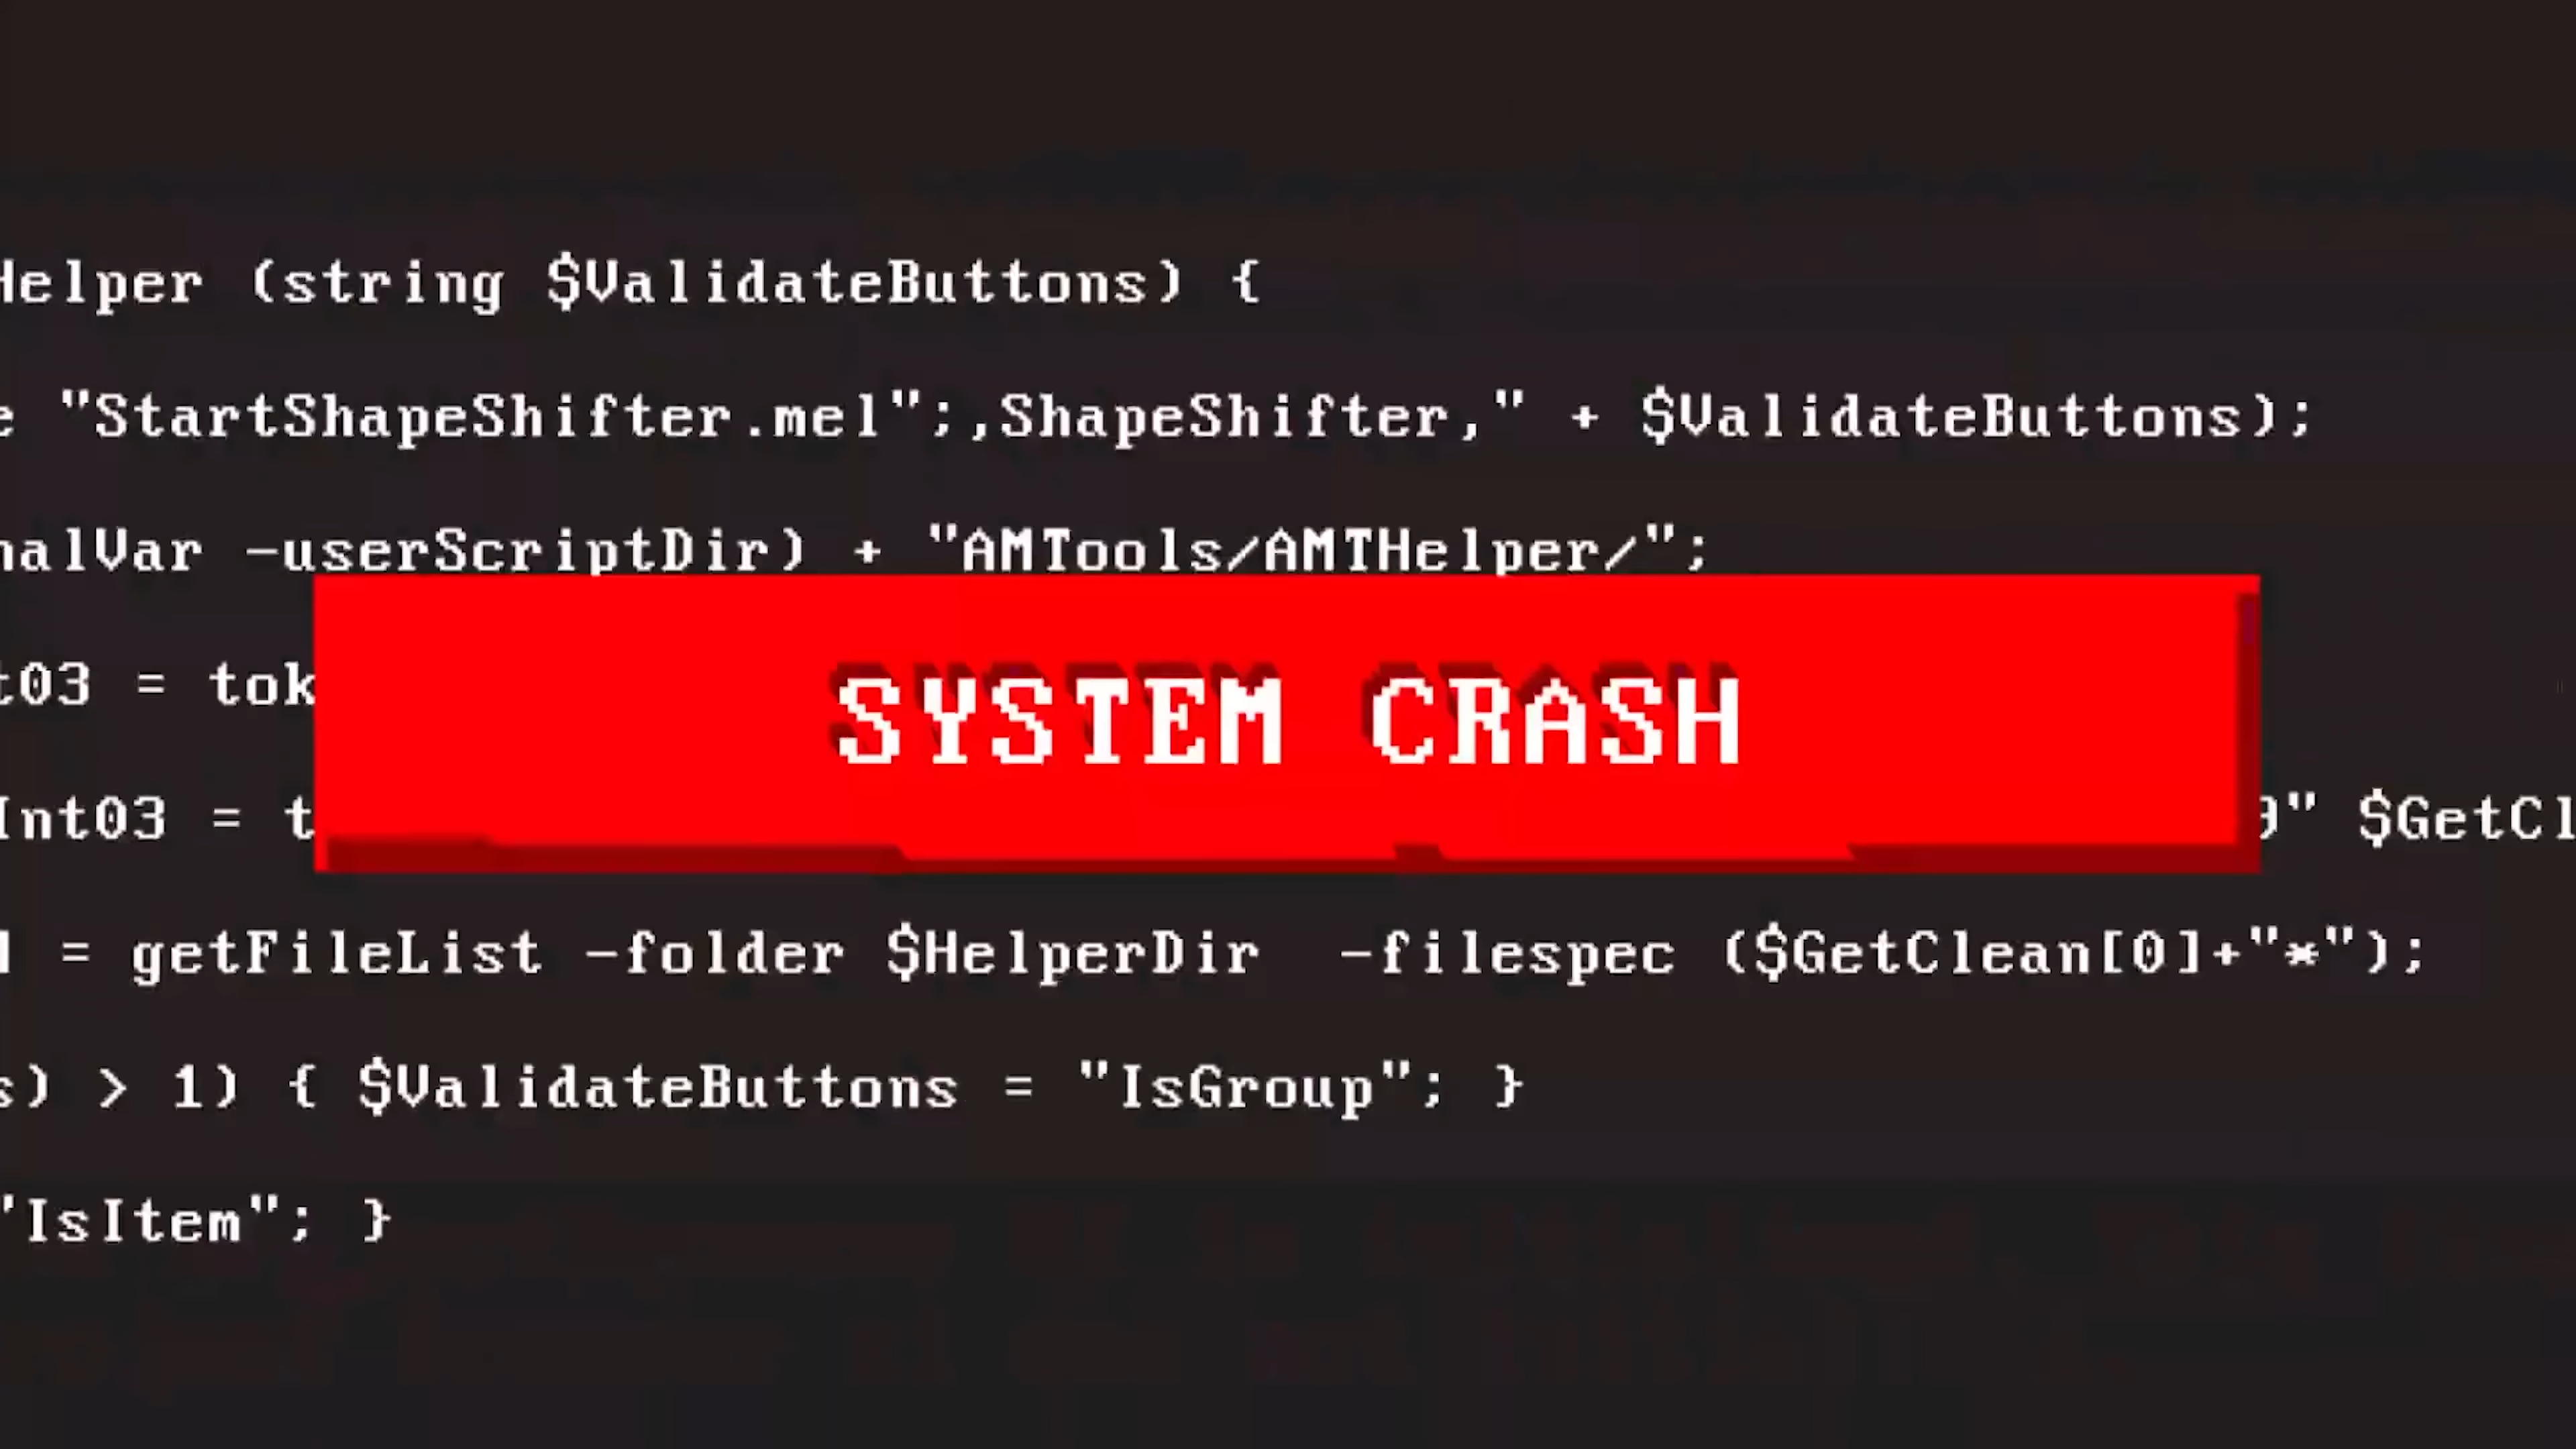 Helper (string $ValidateButtons) {
e "StartShapeShifter.mel";,ShapeShifter," + $ValidateButtons);
nalVar -userScriptDir) + "AMTools/AMTHelper/";
t03 = tok
SYSTEM CRASH
Int03 = t 9" $GetCl
= getFileList -folder $HelperDir -filespec ($GetClean[0]+"*");
s) > 1) { $ValidateButtons = "IsGroup"; }
"IsItem"; }